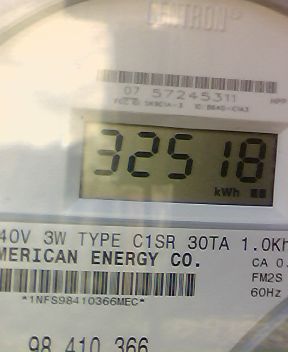 CENTRON®
07 57245311
32518
kWh
40V 3W TYPE C1SR 30TA 1.0Kh
MERICAN ENERGY CO.
CA 0.
FM2S
60Hz
*1NFS98410366MEC*
98 410 366